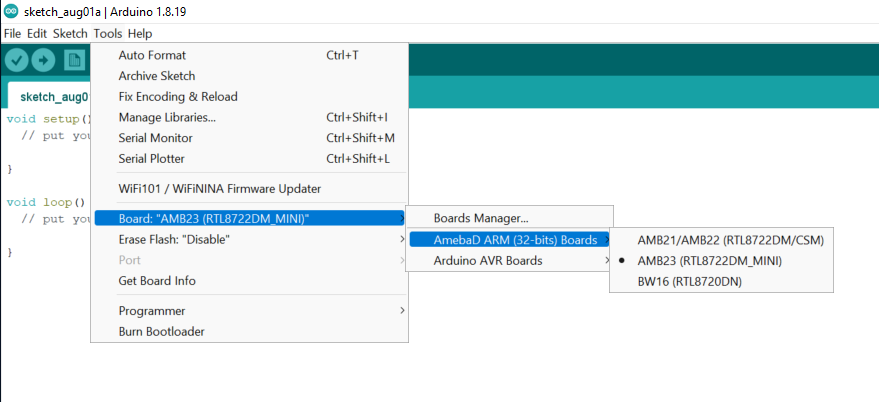 sketch_aug01a | Arduino 1.8.19
File Edit Sketch Tools Help
sketch_aug0
void setup()
// put you
}
void loop()
// put you
}
Auto Format Ctrl+T
Archive Sketch
Fix Encoding & Reload
Manage Libraries... Ctrl+Shift+I
Serial Monitor Ctrl+Shift+M
Serial Plotter Ctrl+Shift+L
WiFi101 / WiFiNINA Firmware Updater
Board: "AMB23 (RTL8722DM_MINI)"
Erase Flash: "Disable"
Port
Get Board Info
Programmer
Burn Bootloader
Boards Manager...
AmebaD ARM (32-bits) Boards
Arduino AVR Boards
AMB21/AMB22 (RTL8722DM/CSM)
AMB23 (RTL8722DM_MINI)
BW16 (RTL8720DN)